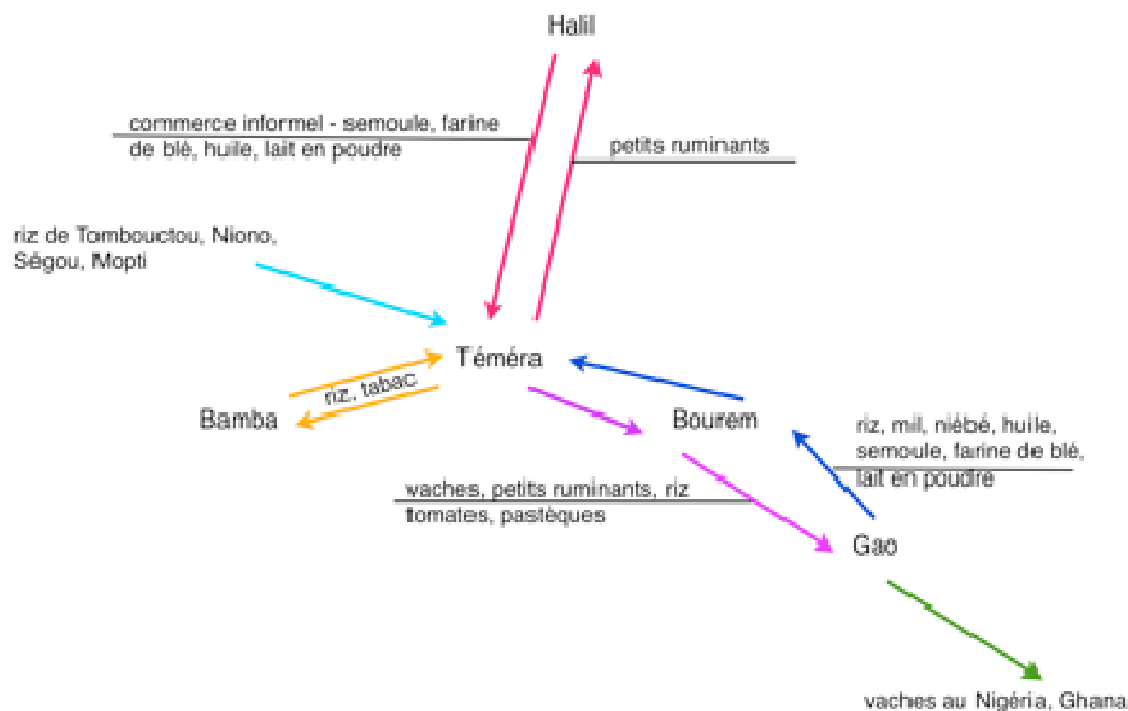 Halil
commerce informel - semoule, farine
de blé, huile, lait en poudre
petits ruminants
riz de Tombouctou, Niono,
Ségou, Mopti
Téméra
riz, tabac
Bamba
Bourem
riz, mil, niébé, huile,
semoule, farine de blé,
lait en poudre
vaches, petits ruminants, riz
tomates, pastèques
Gao
vaches au Nigéria, Ghana